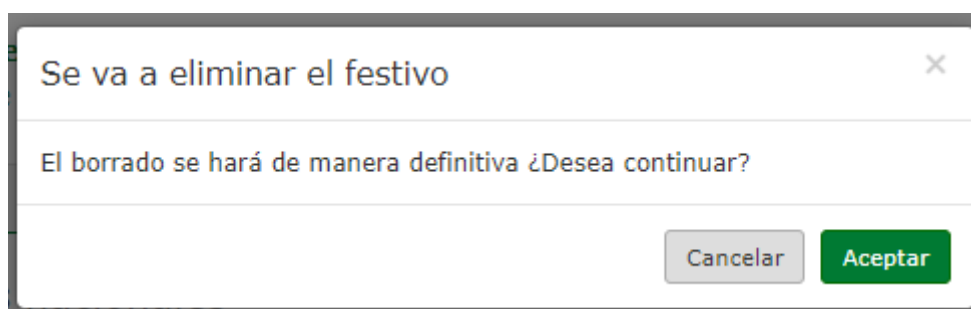 Se va a eliminar el festivo
×
El borrado se hará de manera definitiva ¿Desea continuar?
Cancelar
Aceptar